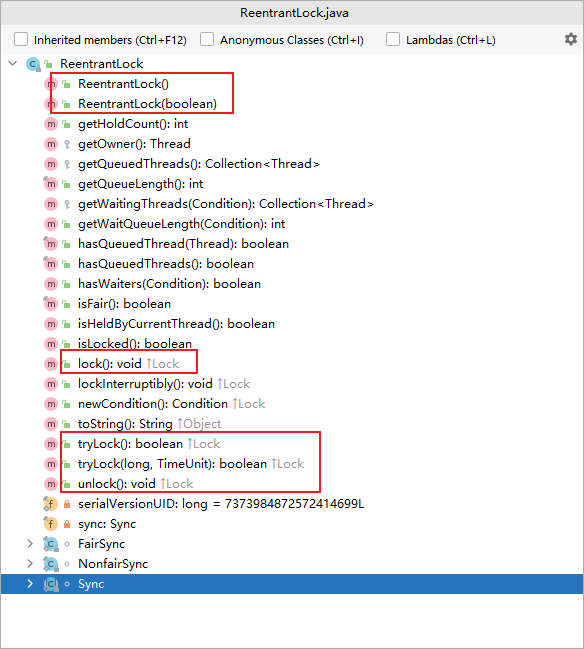 ReentrantLock.java
Inherited members (Ctrl+F12) Anonymous Classes (Ctrl+I) Lambdas (Ctrl+L)
ReentrantLock
ReentrantLock()
ReentrantLock(boolean)
getHoldCount(): int
getOwner(): Thread
getQueuedThreads(): Collection<Thread>
getQueueLength(): int
getWaitingThreads(Condition): Collection<Thread>
getWaitQueueLength(Condition): int
hasQueuedThread(Thread): boolean
hasQueuedThreads(): boolean
hasWaiters(Condition): boolean
isFair(): boolean
isHeldByCurrentThread(): boolean
isLocked(): boolean
lock(): void ↑Lock
lockInterruptibly(): void ↑Lock
newCondition(): Condition ↑Lock
toString(): String ↑Object
tryLock(): boolean ↑Lock
tryLock(long, TimeUnit): boolean ↑Lock
unlock(): void ↑Lock
serialVersionUID: long = 7373984872572414699L
sync: Sync
FairSync
NonfairSync
Sync